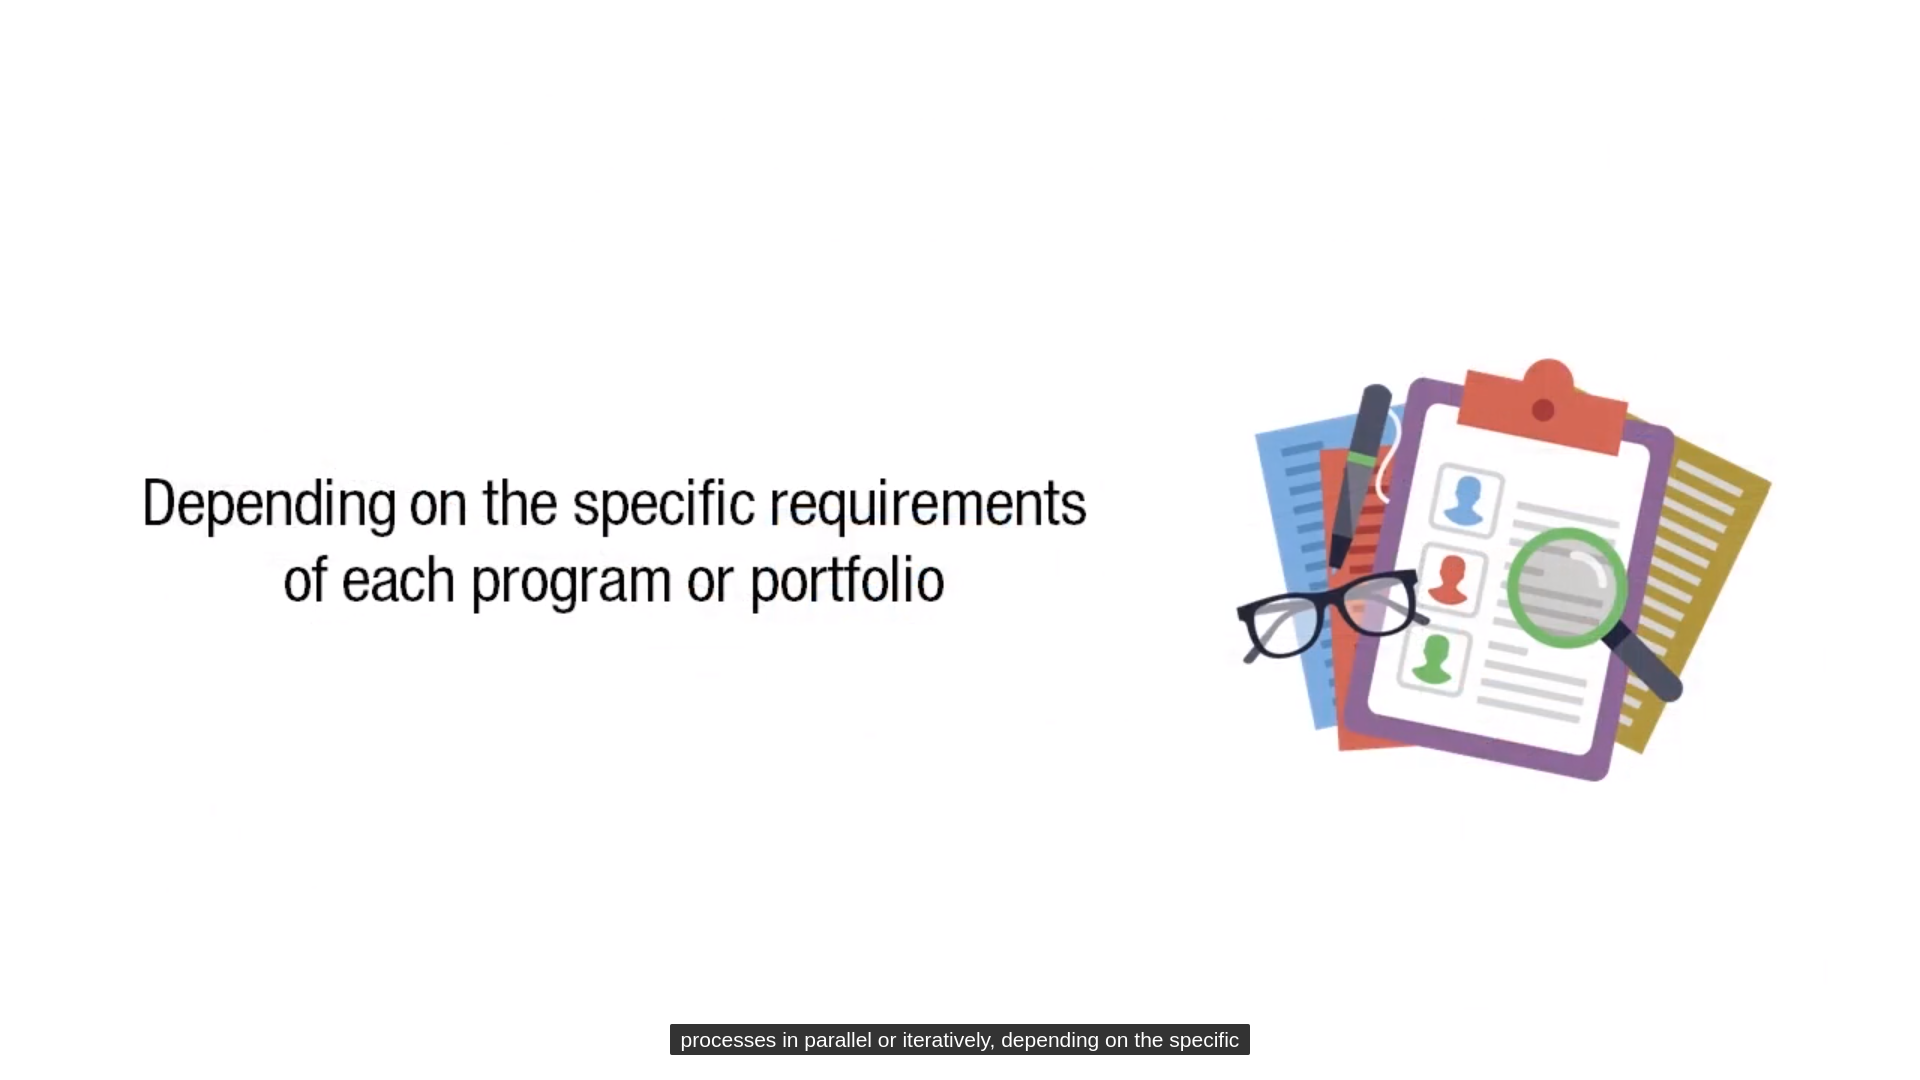 Depending on the specific requirements
of each program or portfolio
processes in parallel or iteratively, depending on the specific